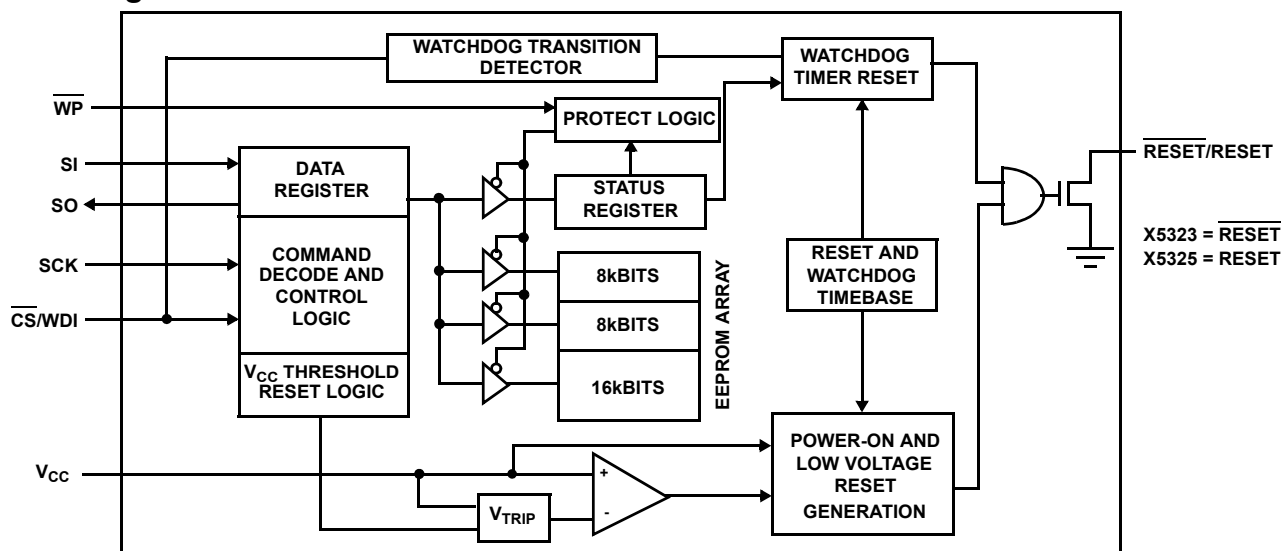 WATCHDOG TRANSITION
DETECTOR
WATCHDOG
TIMER RESET
WP
PROTECT LOGIC
SI
SO
SCK
CS/WDI
DATA
REGISTER
COMMAND
DECODE AND
CONTROL
LOGIC
VCC THRESHOLD
RESET LOGIC
STATUS
REGISTER
8kBITS
8kBITS
16kBITS
EEPROM ARRAY
RESET AND
WATCHDOG
TIMEBASE
RESET/RESET
X5323 = RESET
X5325 = RESET
VCC
VTRIP
+
-
POWER-ON AND
LOW VOLTAGE
RESET
GENERATION